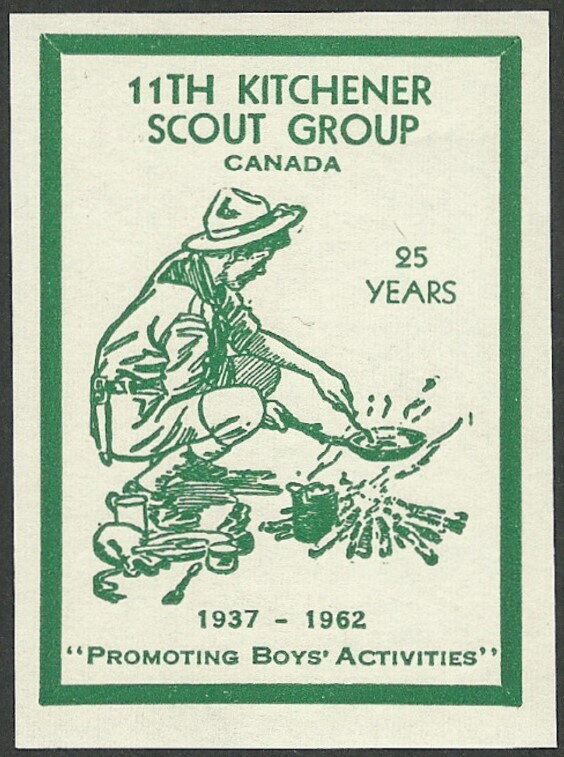 11TH KITCHENER
SCOUT GROUP
CANADA
25
YEARS
1937 - 1962
"PROMOTING BOYS' ACTIVITIES"